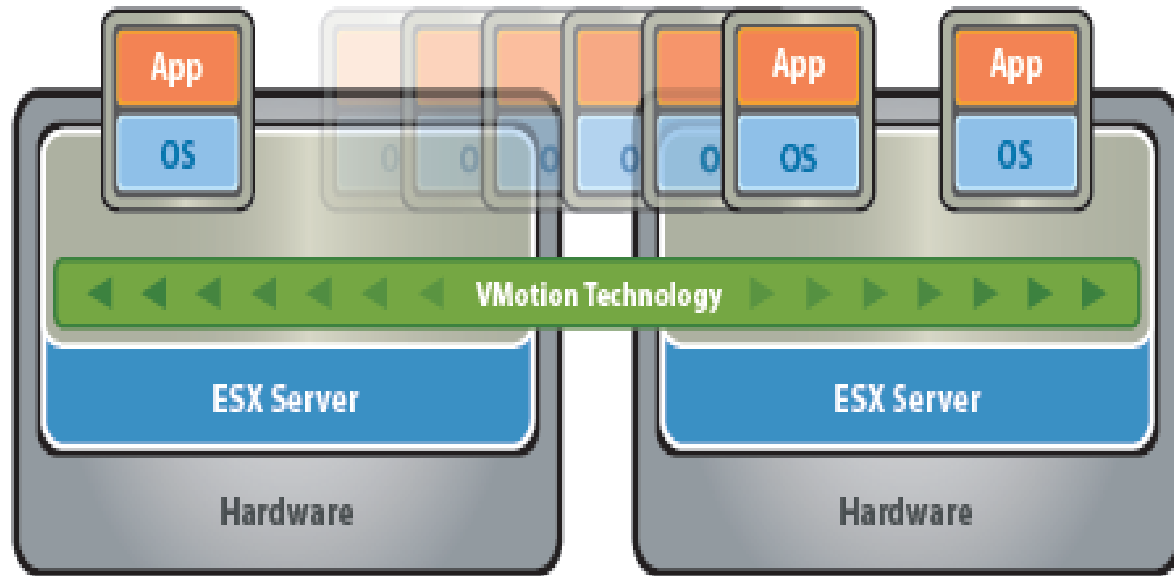 App
App
App
OS
O
O
O
O
O
OS
OS
VMotion Technology
ESX Server
ESX Server
Hardware
Hardware